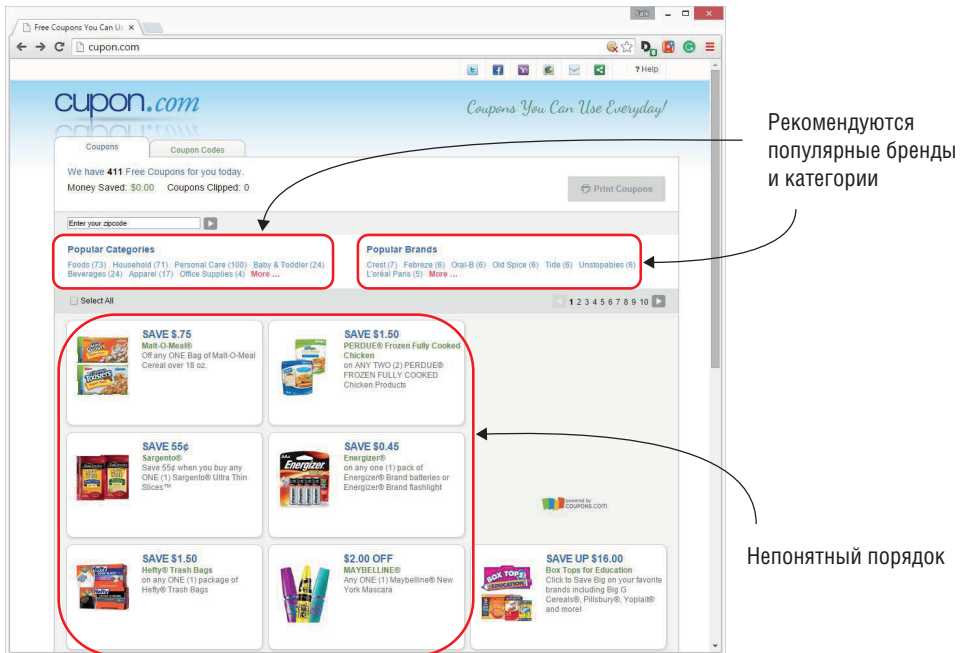 Free Coupons You Can U
cupon.com
? Help
cupon.com
Coupons You Can Use Everyday!
Coupons
Coupon Codes
We have 411 Free Coupons for you today.
Money Saved: $0.00 Coupons Clipped: 0
Print Coupons
Enter your zipcode
Popular Categories
Foods (73) Household (71) Personal Care (100) Baby & Toddler (24)
Beverages (24) Apparel (17) Office Supplies (4) More ...
Popular Brands
Crest (7) Febreze (6) Oral-B (6) Old Spice (6) Tide (6) Unstopables (6)
L'oréal Paris (5) More ...
Select All
1 2 3 4 5 6 7 8 9 10
SAVE $.75
Malt-O-Meal®
Off any ONE Bag of Malt-O-Meal
Cereal over 18 oz.
SAVE $1.50
PERDUE® Frozen Fully Cooked
Chicken
on ANY TWO (2) PERDUE®
FROZEN FULLY COOKED
Chicken Products
SAVE 55¢
Sargento®
Save 55¢ when you buy any
ONE (1) Sargento® Ultra Thin
Slices™
Energizer
SAVE $0.45
Energizer®
on any one (1) pack of
Energizer® Brand batteries or
Energizer® Brand flashlight
powered by
COUPONS.com
SAVE $1.50
Hefty® Trash Bags
on any ONE (1) package of
Hefty® Trash Bags
$2.00 OFF
MAYBELLINE®
Any ONE (1) Maybelline® New
York Mascara
BOX TOPS
EDUCATION
SAVE UP $16.00
Box Tops for Education
Click to Save Big on your favorite
brands including Big G
Cereals®, Pillsbury®, Yoplait®
and more!
Рекомендуются
популярные бренды
и категории
Непонятный порядок